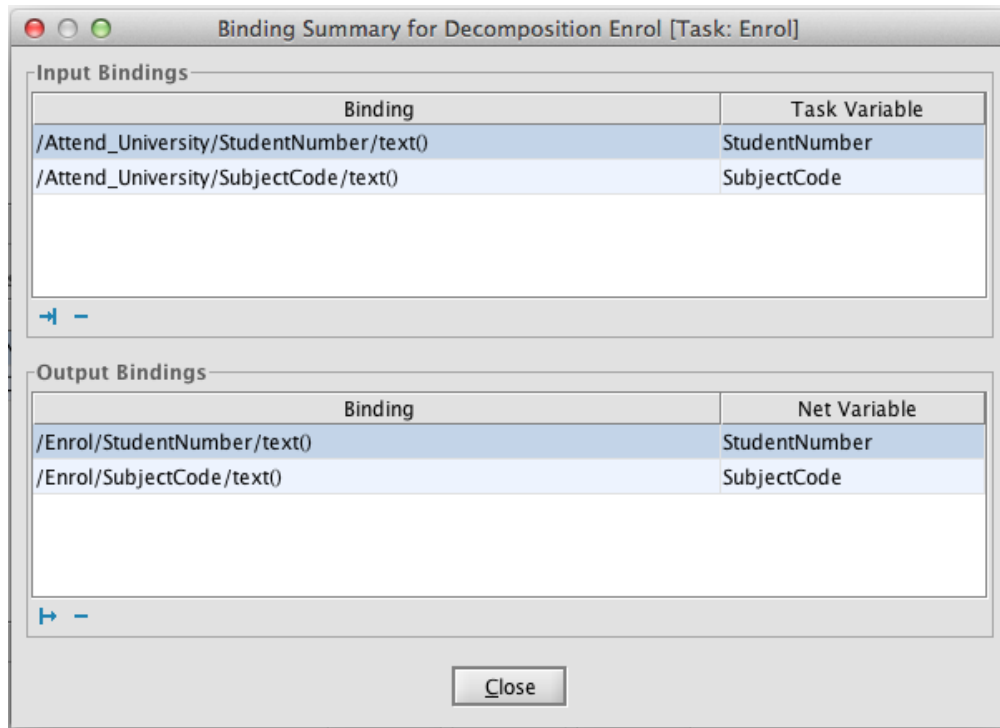 Binding Summary for Decomposition Enrol [Task: Enrol]
Input Bindings
Binding Task Variable
/Attend_University/StudentNumber/text() StudentNumber
/Attend_University/SubjectCode/text() SubjectCode
Output Bindings
Binding Net Variable
/Enrol/StudentNumber/text() StudentNumber
/Enrol/SubjectCode/text() SubjectCode
Close